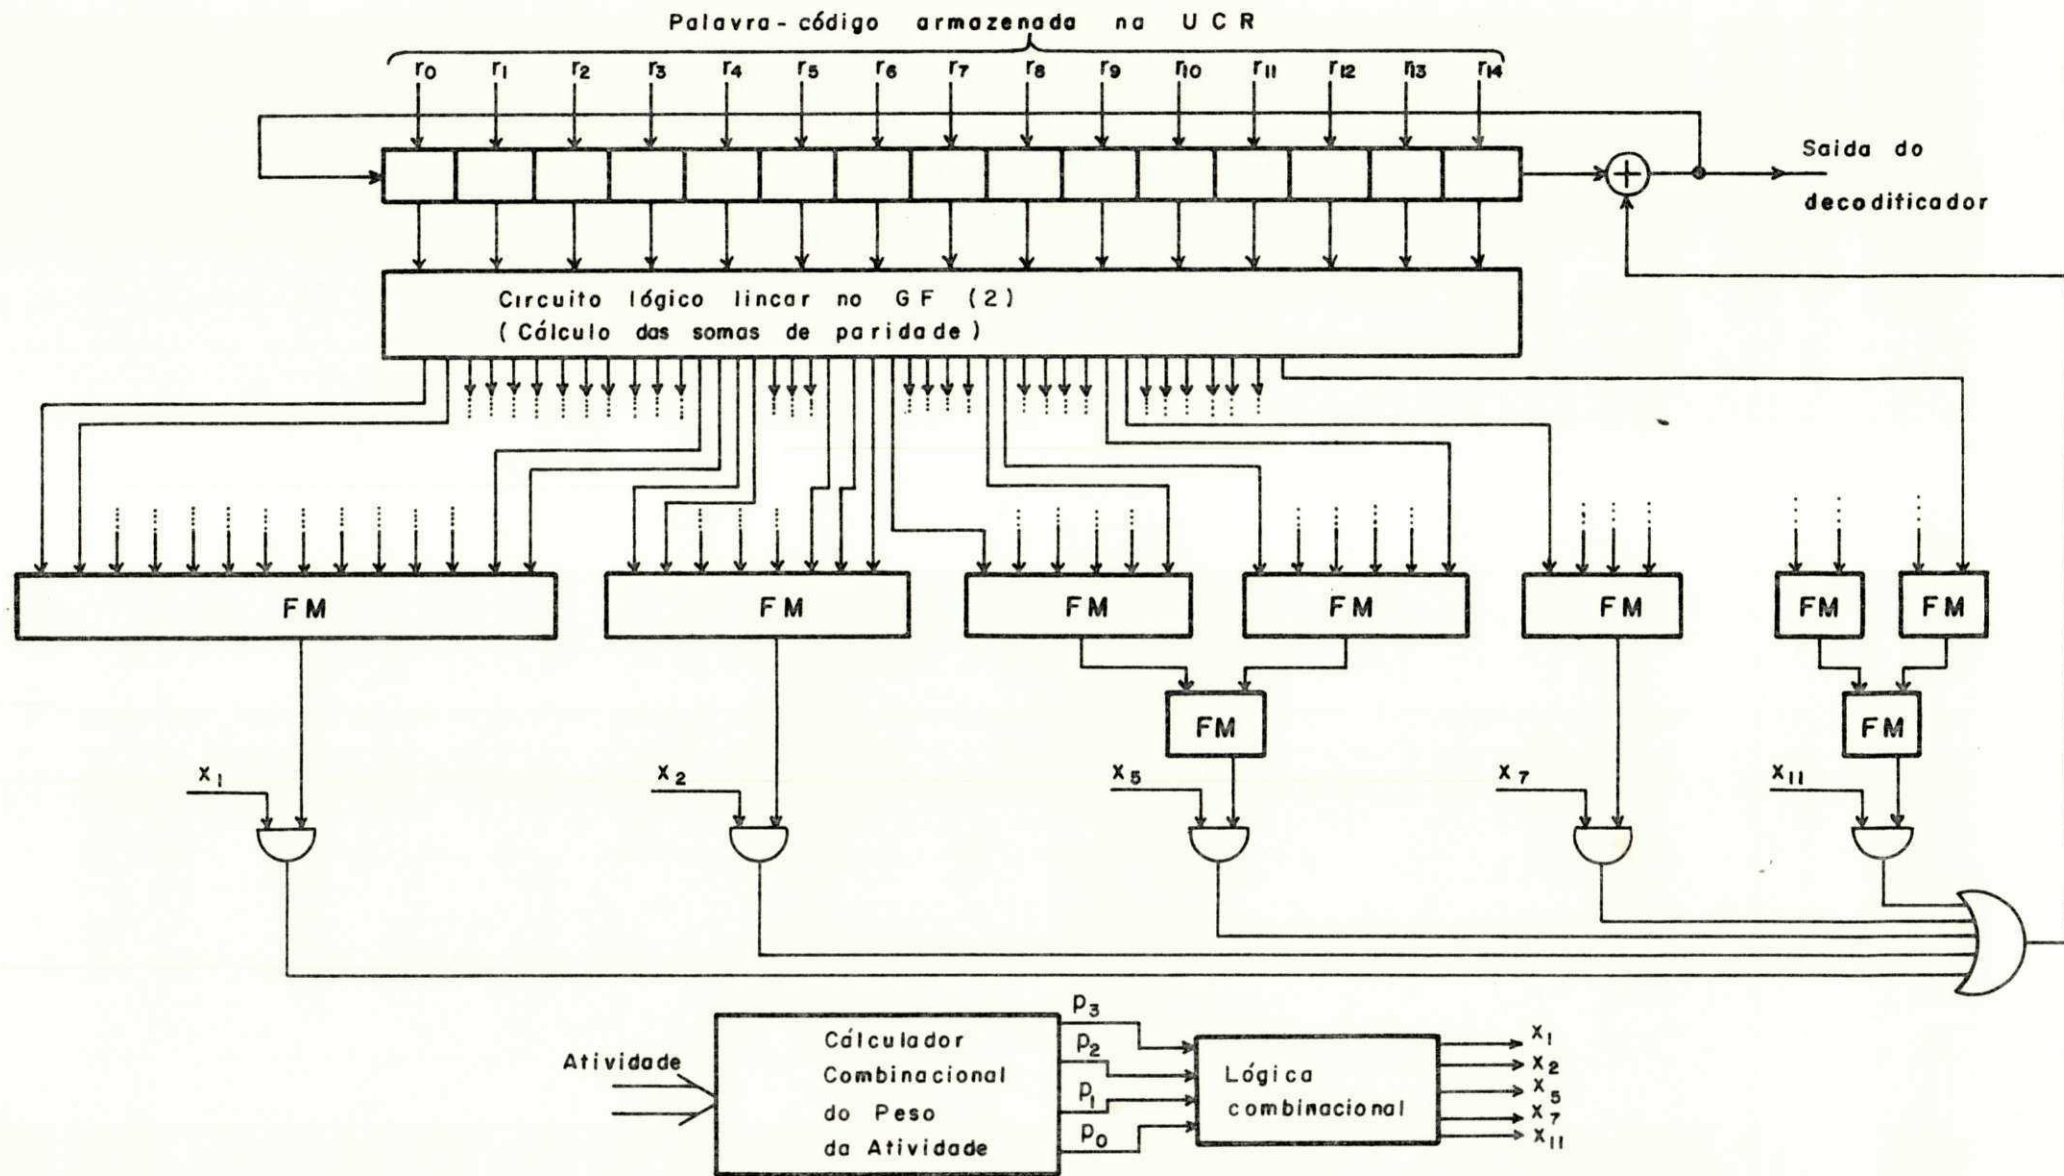 Palavra-código armazenada na UCR
r0 r1 r2 r3 r4 r5 r6 r7 r8 r9 r10 r11 r12 r13 r14
Saida do
decoditicador
Circuito lógico lincar no GF (2)
(Cálculo das somas de paridade)
FM FM FM FM FM FM FM
FM FM
x1 x2 x5 x7 x11
Atividade
Cálculador
Combinacional
do Peso
da Atividade
p3
p2
p1
p0
Lógica
combinacional
x1
x2
x5
x7
x11